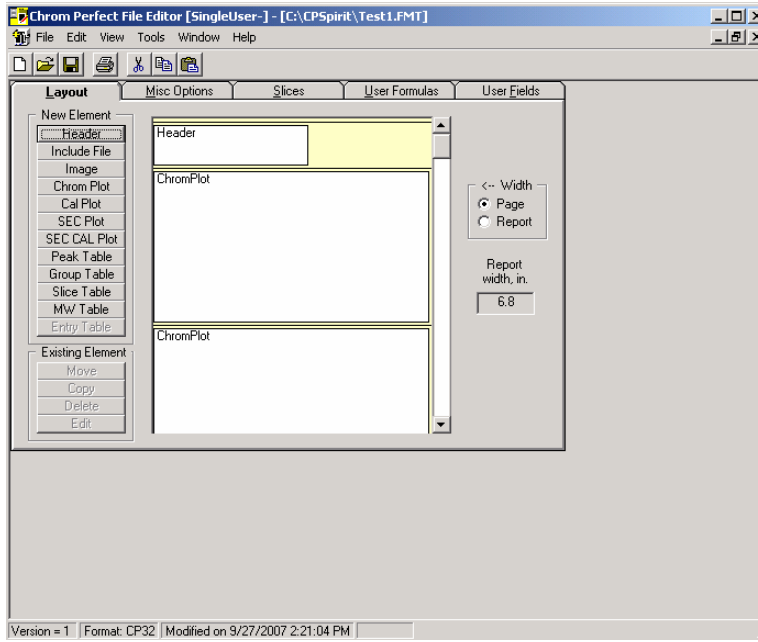 Chrom Perfect File Editor [SingleUser-] - [C:\CPSpirit\Test1.FMT]
File Edit View Tools Window Help
Layout Misc Options Slices User Formulas User Fields
New Element
Header
Include File
Image
Chrom Plot
Cal Plot
SEC Plot
SEC CAL Plot
Peak Table
Group Table
Slice Table
MW Table
Entry Table
Existing Element
Move
Copy
Delete
Edit
Header
ChromPlot
ChromPlot
<-- Width
Page
Report
Report
width, in.
6.8
Version = 1 Format: CP32 Modified on 9/27/2007 2:21:04 PM